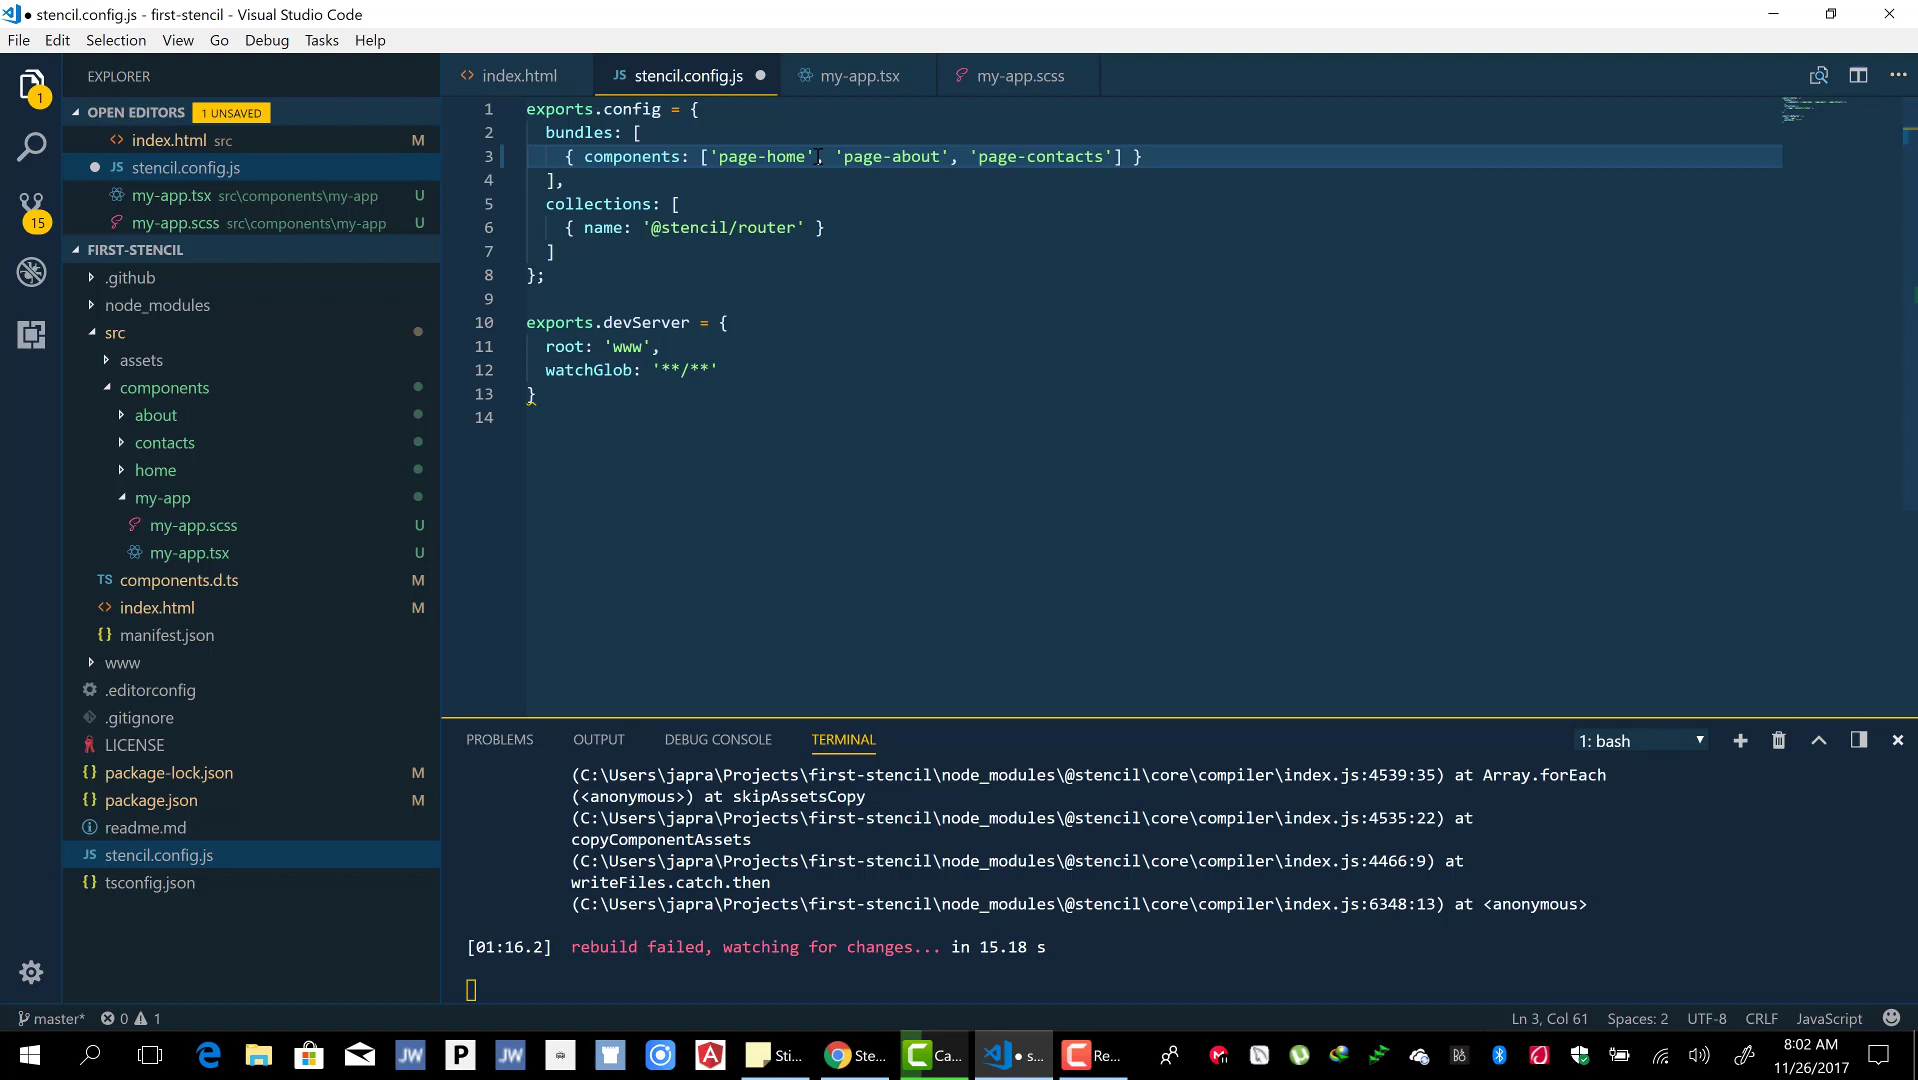 stencil.config.js - first-stencil - Visual Studio Code
File Edit Selection View Go Debug Tasks Help
EXPLORER
OPEN EDITORS 1 UNSAVED
index.html src M
stencil.config.js
my-app.tsx src\components\my-app U
my-app.scss src\components\my-app U
FIRST-STENCIL
.github
node_modules
src
assets
components
about
contacts
home
my-app
my-app.scss U
my-app.tsx U
TS components.d.ts M
index.html M
manifest.json
www
.editorconfig
.gitignore
LICENSE
package-lock.json M
package.json M
readme.md
JS stencil.config.js
tsconfig.json
1
15
index.html JS stencil.config.js my-app.tsx my-app.scss
1 exports.config = {
2 bundles: [
3 { components: ['page-home', 'page-about', 'page-contacts'] }
4 ],
5 collections: [
6 { name: '@stencil/router' }
7 ]
8 };
9
10 exports.devServer = {
11 root: 'www',
12 watchGlob: '**/**'
13 }
14
PROBLEMS OUTPUT DEBUG CONSOLE TERMINAL 1: bash
(C:\Users\japra\Projects\first-stencil\node_modules\@stencil\core\compiler\index.js:4539:35) at Array.forEach
(<anonymous>) at skipAssetsCopy
(C:\Users\japra\Projects\first-stencil\node_modules\@stencil\core\compiler\index.js:4535:22) at
copyComponentAssets
(C:\Users\japra\Projects\first-stencil\node_modules\@stencil\core\compiler\index.js:4466:9) at
writeFiles.catch.then
(C:\Users\japra\Projects\first-stencil\node_modules\@stencil\core\compiler\index.js:6348:13) at <anonymous>
[01:16.2] rebuild failed, watching for changes... in 15.18 s
master* 0 1 Ln 3, Col 61 Spaces: 2 UTF-8 CRLF JavaScript
JW P JW Sti... Ste... Ca... s... Re... 8:02 AM
11/26/2017